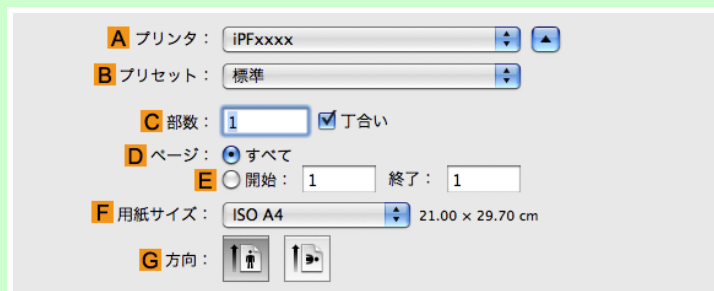 A プリンタ： iPFxxxx
B プリセット： 標準
C 部数： 1 丁合い
D ページ： すべて
E 開始： 1 終了： 1
F 用紙サイズ： ISO A4 21.00 × 29.70 cm
G 方向：